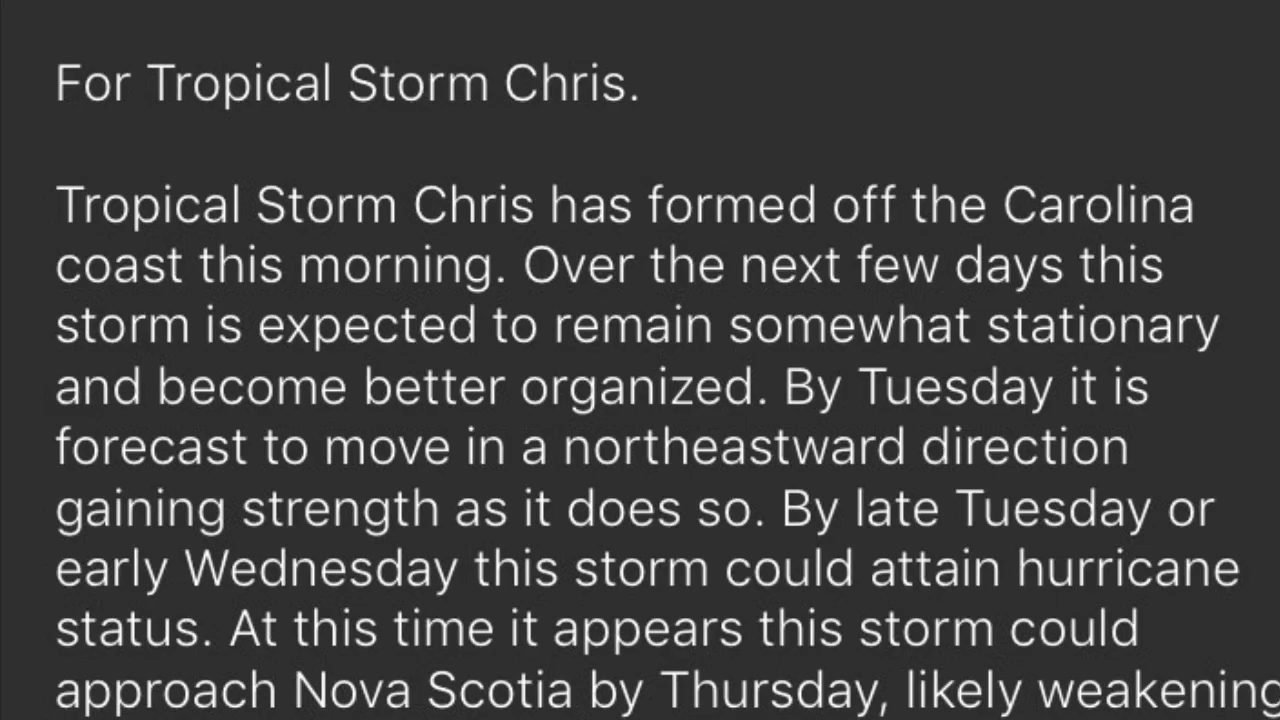 For Tropical Storm Chris.
Tropical Storm Chris has formed off the Carolina
coast this morning. Over the next few days this
storm is expected to remain somewhat stationary
and become better organized. By Tuesday it is
forecast to move in a northeastward direction
gaining strength as it does so. By late Tuesday or
early Wednesday this storm could attain hurricane
status. At this time it appears this storm could
approach Nova Scotia by Thursday, likely weakening